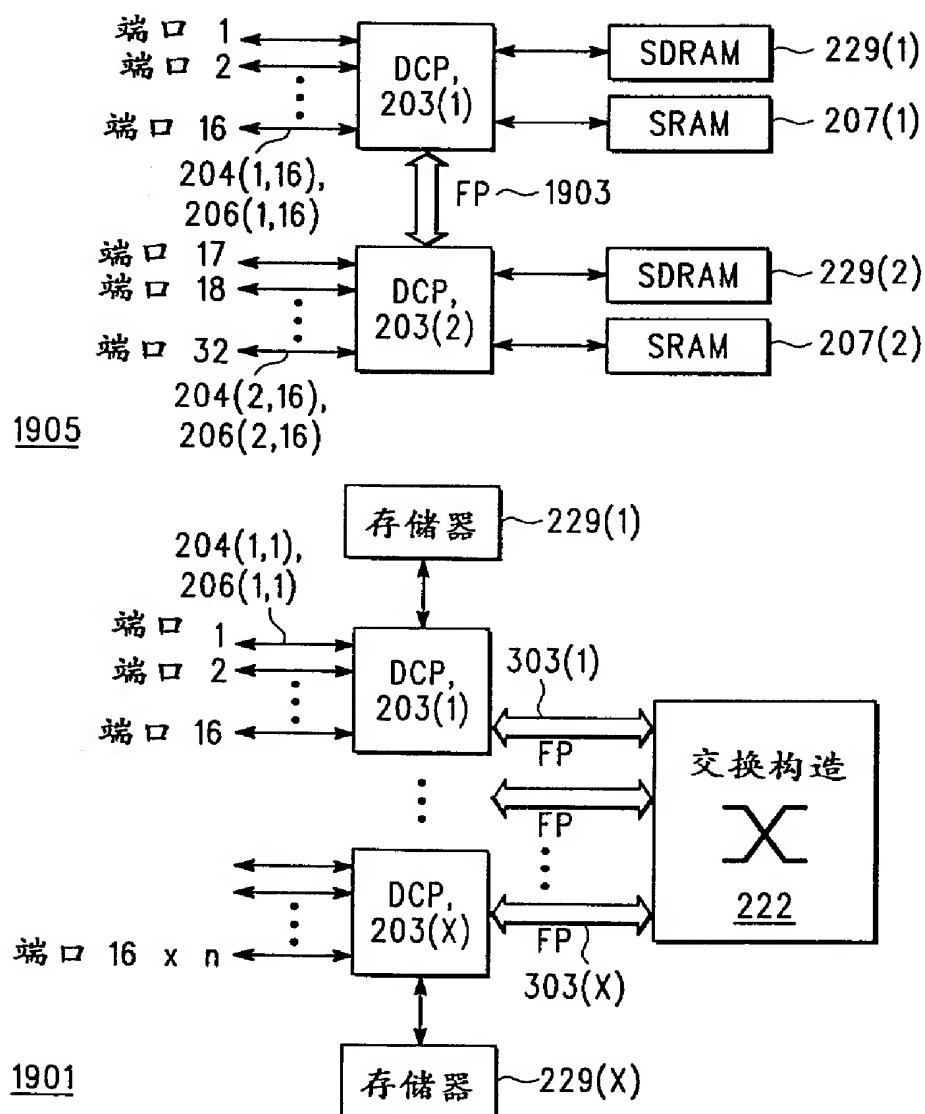 端口 1
端口 2
端口 16
204(1,16),
206(1,16)
DCP,
203(1)
SDRAM
229(1)
SRAM
207(1)
FP
1903
端口 17
端口 18
端口 32
204(2,16),
206(2,16)
DCP,
203(2)
SDRAM
229(2)
SRAM
207(2)
1905
存储器
229(1)
204(1,1),
206(1,1)
端口 1
端口 2
端口 16
DCP,
203(1)
303(1)
FP
FP
FP
303(X)
交换构造
222
端口 16 x n
DCP,
203(X)
存储器
229(X)
1901